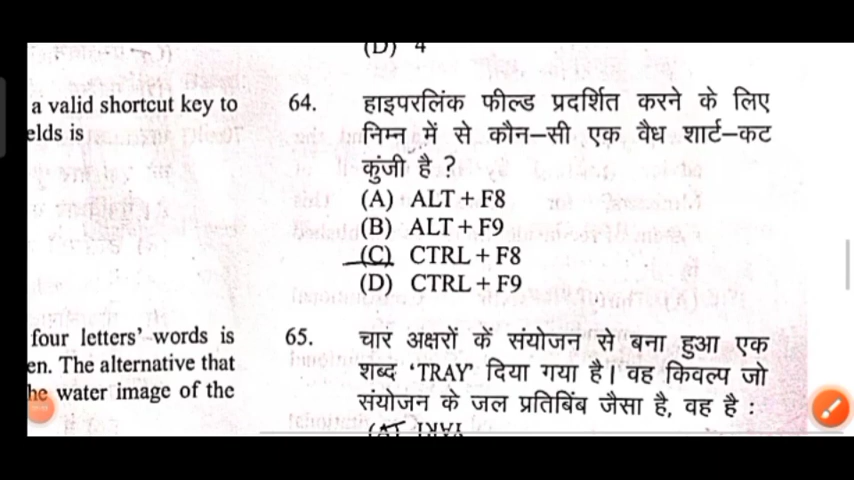 (D) 4
a valid shortcut key to
elds is
64. हाइपरलिंक फील्ड प्रदर्शित करने के लिए
निम्न में से कौन–सी एक वैध शार्ट–कट
कुंजी है ?
(A) ALT + F8
(B) ALT + F9
(C) CTRL + F8
(D) CTRL + F9
four letters' words is
en. The alternative that
he water image of the
65. चार अक्षरों के संयोजन से बना हुआ एक
शब्द 'TRAY' दिया गया है। वह किवल्प जो
संयोजन के जल प्रतिबिंब जैसा है, वह है :